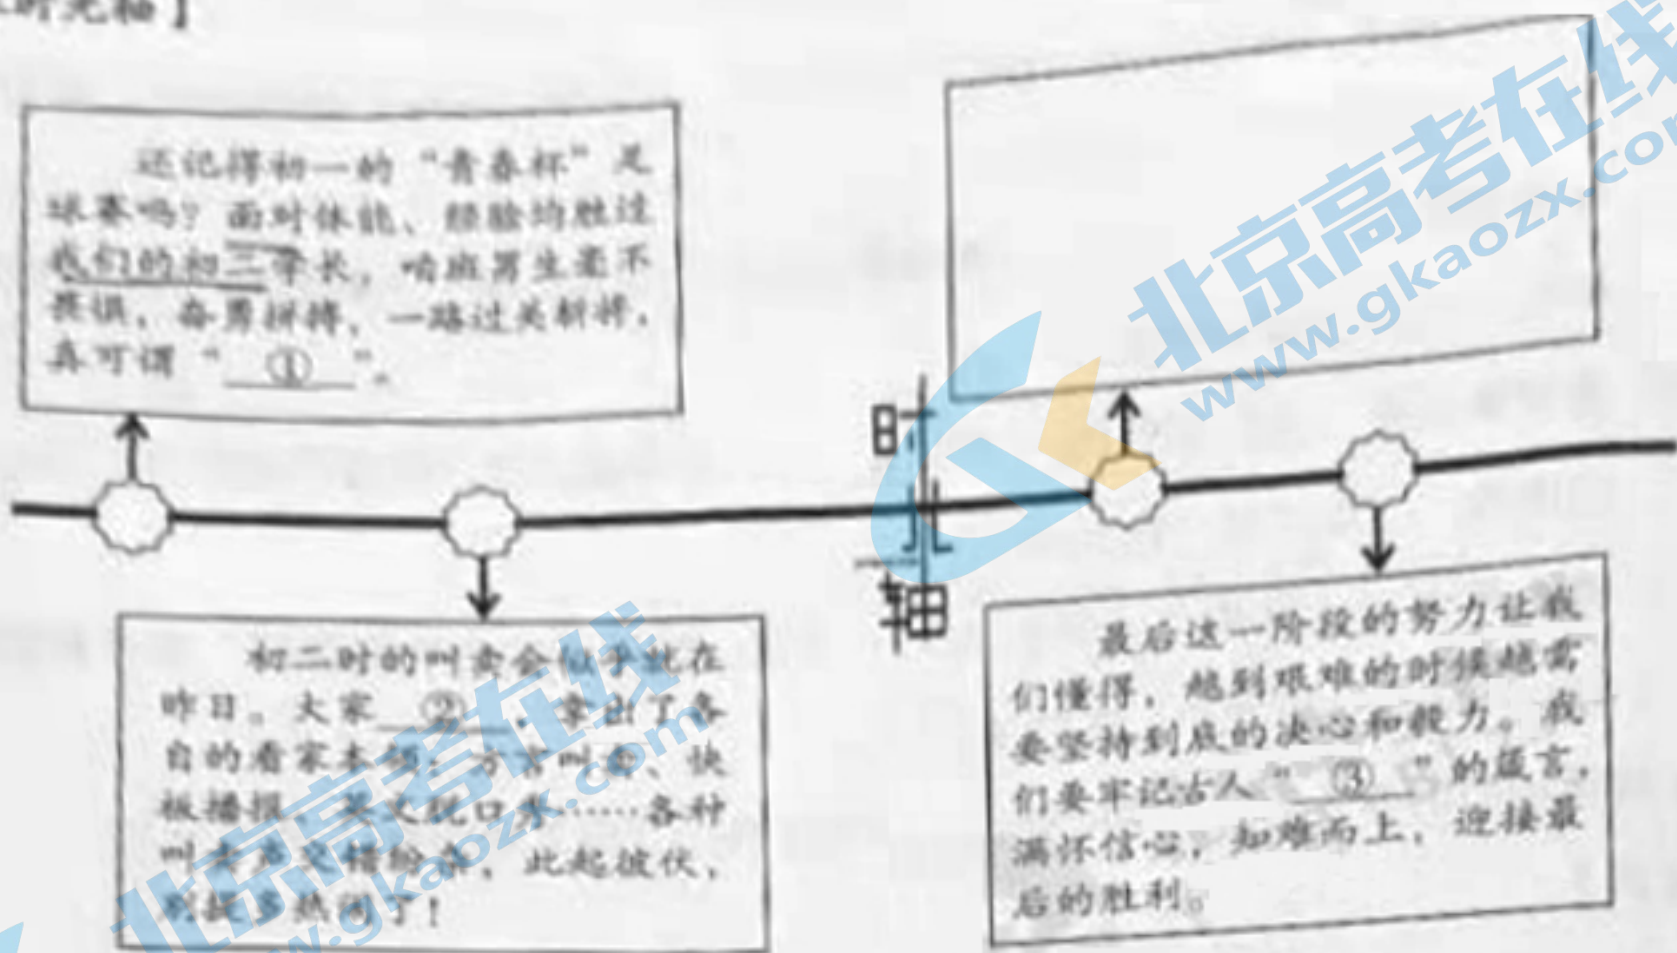 时光轴】
还记得初一的“青春杯”足
球赛吗？面对体能、经验均胜过
我们的初三学长，咱班男生毫不
畏惧，奋勇拼搏，一路过关斩将，
真可谓“ ① ”。
初二时的叫卖会似乎就在
昨日。大家 ② ，拿出了各
自的看家本领：方言叫卖、快
板播报、英文绕口令……各种
叫卖声交错纷杂，此起彼伏，
别提多热闹了！
最后这一阶段的努力让我
们懂得，越到艰难的时候越需
要坚持到底的决心和毅力。我
们要牢记古人“ ③ ”的箴言，
满怀信心，知难而上，迎接最
后的胜利。
北京高考在线
www.gkaozx.com
北京高考在线
www.gkaozx.com